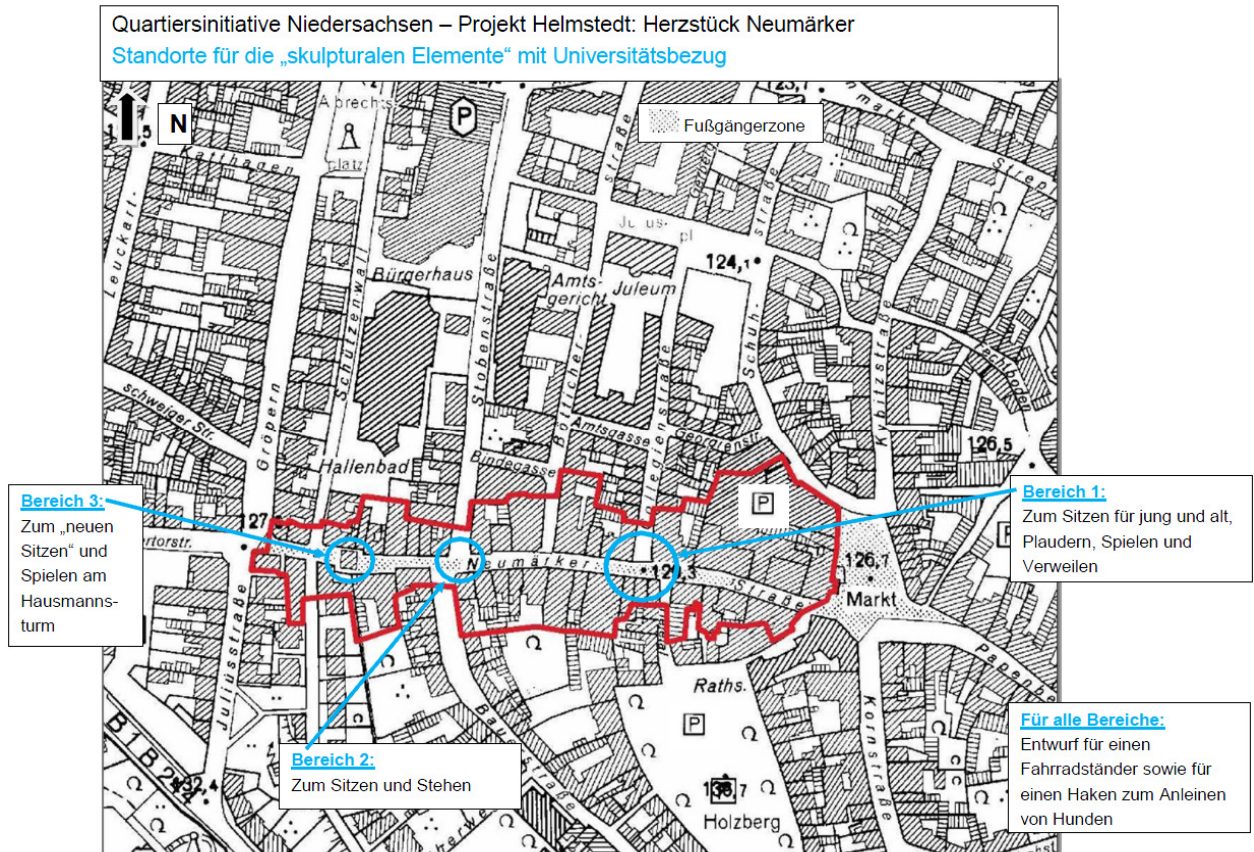 Quartiersinitiative Niedersachsen – Projekt Helmstedt: Herzstück Neumärker
Standorte für die „skulpturalen Elemente“ mit Universitätsbezug
N
Fußgängerzone
Albrechts-
platz
P
Katthagen
Leuckart-
Schützenwall
Bürgerhaus
Stobenstraße
Amts-
gericht
Juleum
Julius-
pl
124,1
Schuh-
straße
Kybitzstraße
126,5
schweiger Str.
Gröpern
Hallenbad
Amtsgasse
Georgienstr.
Bereich 3:
Zum „neuen
Sitzen“ und
Spielen am
Hausmanns-
turm
Bereich 1:
Zum Sitzen für jung und alt,
Plaudern, Spielen und
Verweilen
127
Neumärker
Straße
P
126,7
Markt
Juliusstraße
Raths.
P
Holzberg
Kornstraße
Papenbe
B1
132,4
Bereich 2:
Zum Sitzen und Stehen
Für alle Bereiche:
Entwurf für einen
Fahrradständer sowie für
einen Haken zum Anleinen
von Hunden